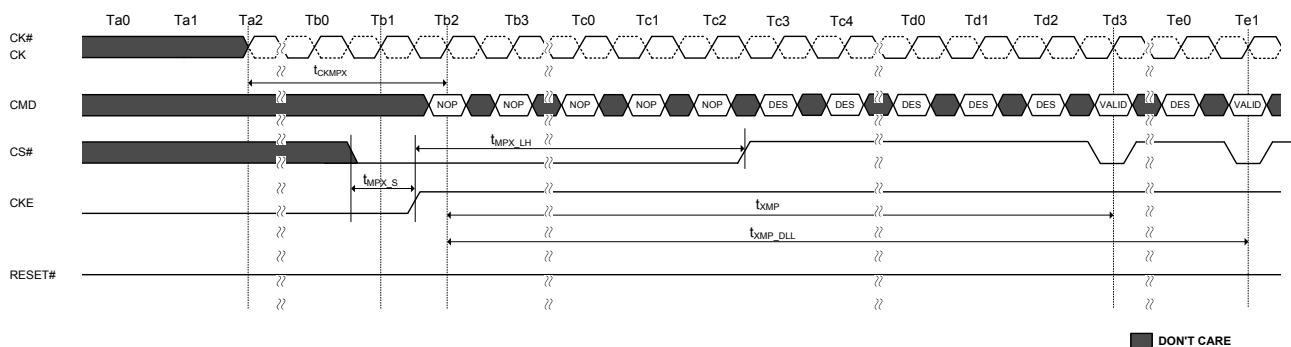 Ta0 Ta1 Ta2 Tb0 Tb1 Tb2 Tb3 Tc0 Tc1 Tc2 Tc3 Tc4 Td0 Td1 Td2 Td3 Te0 Te1
CK#
CK
tCKMPX
CMD NOP NOP NOP NOP NOP DES DES DES DES DES VALID DES VALID
tMPX_LH
CS#
tMPX_S
CKE
tXMP
tXMP_DLL
RESET#
DON'T CARE